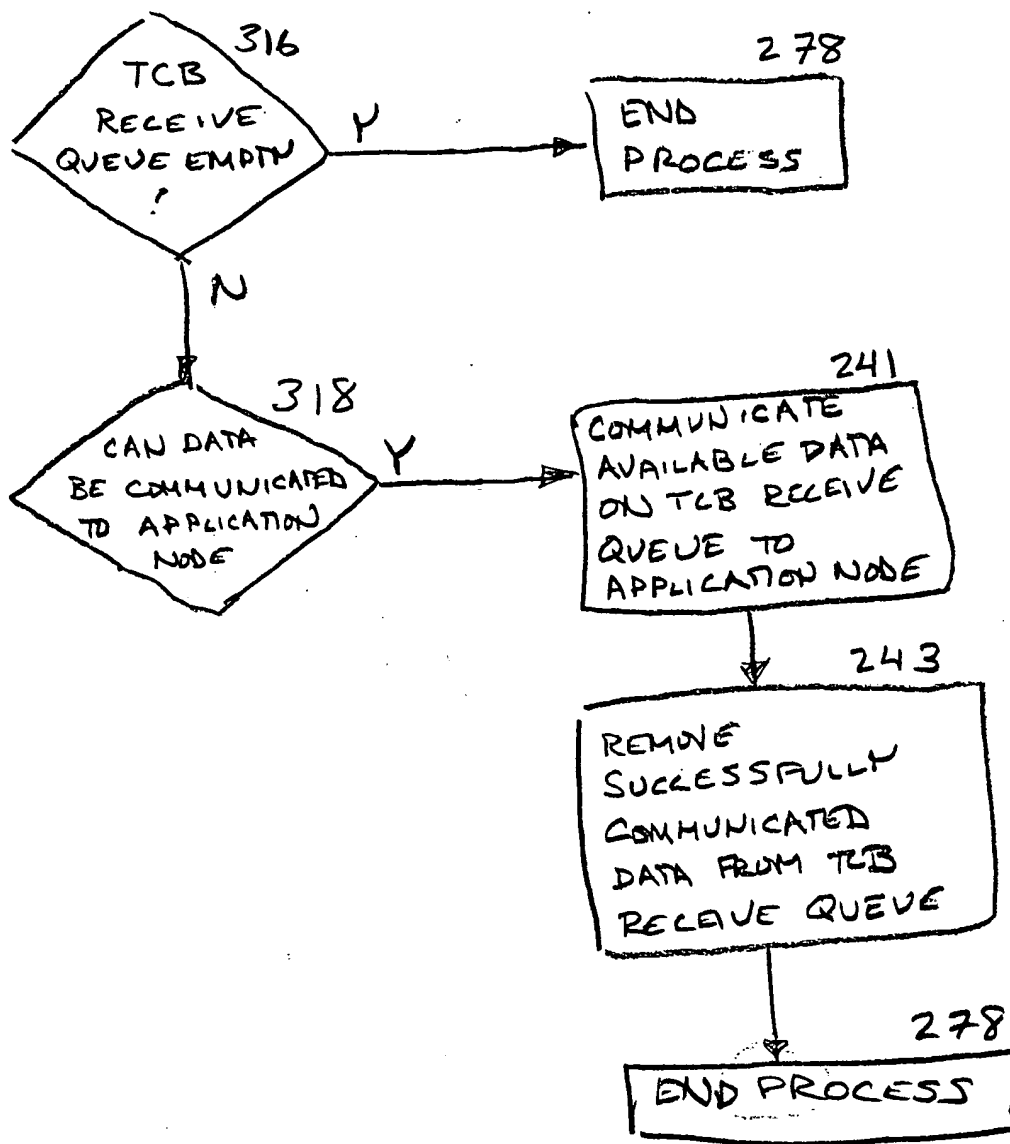 316
TCB
RECEIVE
QUEUE EMPTY
?
Y
278
END
PROCESS
N
318
CAN DATA
BE COMMUNICATED
TO APPLICATION
NODE
Y
241
COMMUNICATE
AVAILABLE DATA
ON TCB RECEIVE
QUEUE TO
APPLICATION NODE
243
REMOVE
SUCCESSFULLY
COMMUNICATED
DATA FROM TCB
RECEIVE QUEUE
278
END PROCESS